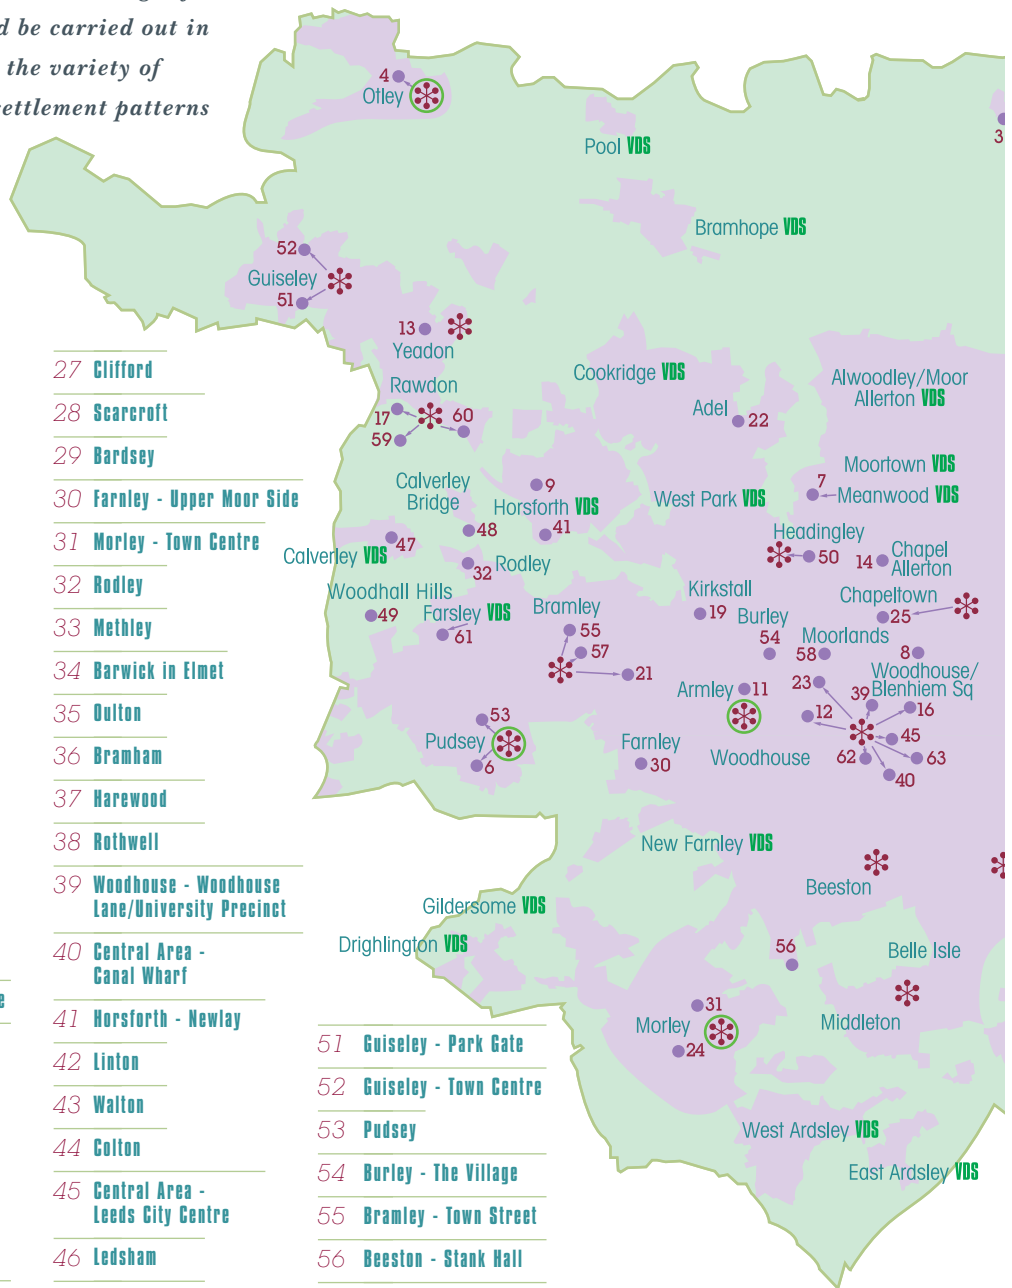 d be carried out in
the variety of
settlement patterns
4
Otley
Pool VDS
3
Bramhope VDS
52
Guiseley
51
13
Yeadon
Rawdon
17
60
59
Cookridge VDS
Adel
22
Alwoodley/Moor
Allerton VDS
Moortown VDS
7
Meanwood VDS
Calverley
Bridge
9
Horsforth VDS
West Park VDS
48
41
Headingley
50
14
Chapel
Allerton
47
Calverley VDS
32
Rodley
Woodhall Hills
49
Farsley VDS
61
Bramley
55
57
21
Kirkstall
19
Burley
54
Chapeltown
25
Moorlands
58
8
Woodhouse/
Blenhiem Sq
23
39
16
Armley
11
12
45
62
63
40
Woodhouse
53
Pudsey
6
Farnley
30
New Farnley VDS
Beeston
Gildersome VDS
Drighlington VDS
56
Belle Isle
Middleton
31
Morley
24
West Ardsley VDS
East Ardsley VDS
e
27 Clifford
28 Scarcroft
29 Bardsey
30 Farnley - Upper Moor Side
31 Morley - Town Centre
32 Rodley
33 Methley
34 Barwick in Elmet
35 Oulton
36 Bramham
37 Harewood
38 Rothwell
39 Woodhouse - Woodhouse
Lane/University Precinct
40 Central Area -
Canal Wharf
41 Horsforth - Newlay
42 Linton
43 Walton
44 Colton
45 Central Area -
Leeds City Centre
46 Ledsham
51 Guiseley - Park Gate
52 Guiseley - Town Centre
53 Pudsey
54 Burley - The Village
55 Bramley - Town Street
56 Beeston - Stank Hall